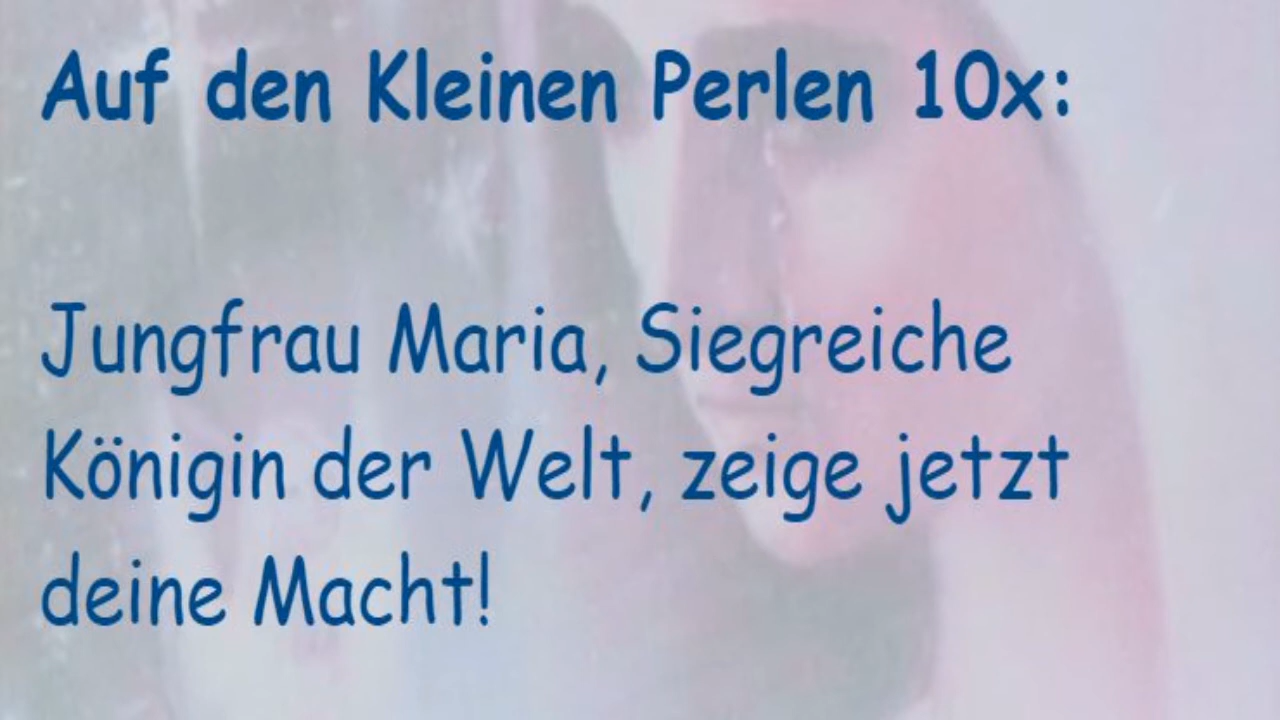 Auf den Kleinen Perlen 10x:
Jungfrau Maria, Siegreiche
Königin der Welt, zeige jetzt
deine Macht!